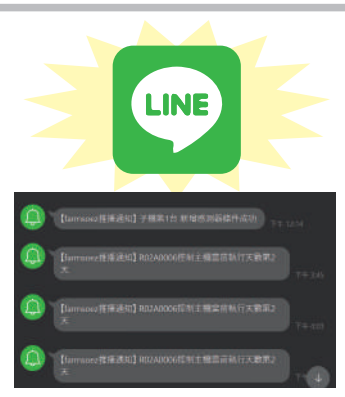 LINE
【farmsoez推播通知】子機第1台 新增感測器條件成功
【farmsoez推播通知】R02A0006控制主機當前執行天數第2
天
下午 3:45
【farmsoez推播通知】R02A0006控制主機當前執行天數第2
天
下午 4:03
【farmsoez推播通知】R02A0006控制主機當前執行天數第2
天